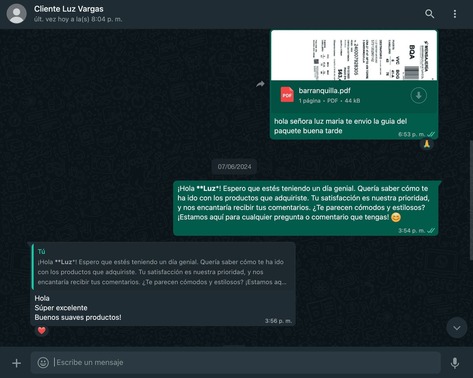 Cliente Luz Vargas
últ. vez hoy a la(s) 8:04 p. m.
BQA
barranquilla.pdf
PDF
1 página • PDF • 44 kB
hola señora luz maria te envio la guia del
paquete buena tarde
6:53 p. m.
07/06/2024
¡Hola **Luz*! Espero que estés teniendo un día genial. Quería saber cómo te
ha ido con los productos que adquiriste. Tu satisfacción es nuestra prioridad,
y nos encantaría recibir tus comentarios. ¿Te parecen cómodos y estilosos?
¡Estamos aquí para cualquier pregunta o comentario que tengas! 😊
3:54 p. m.
Tú
¡Hola **Luz*! Espero que estés teniendo un día genial. Quería saber cómo te ha ido
con los productos que adquiriste. Tu satisfacción es nuestra prioridad, y nos
encantaría recibir tus comentarios. ¿Te parecen cómodos y estilosos? ¡Estamos aq...
Hola
Súper excelente
Buenos suaves productos!
3:56 p. m.
Escribe un mensaje